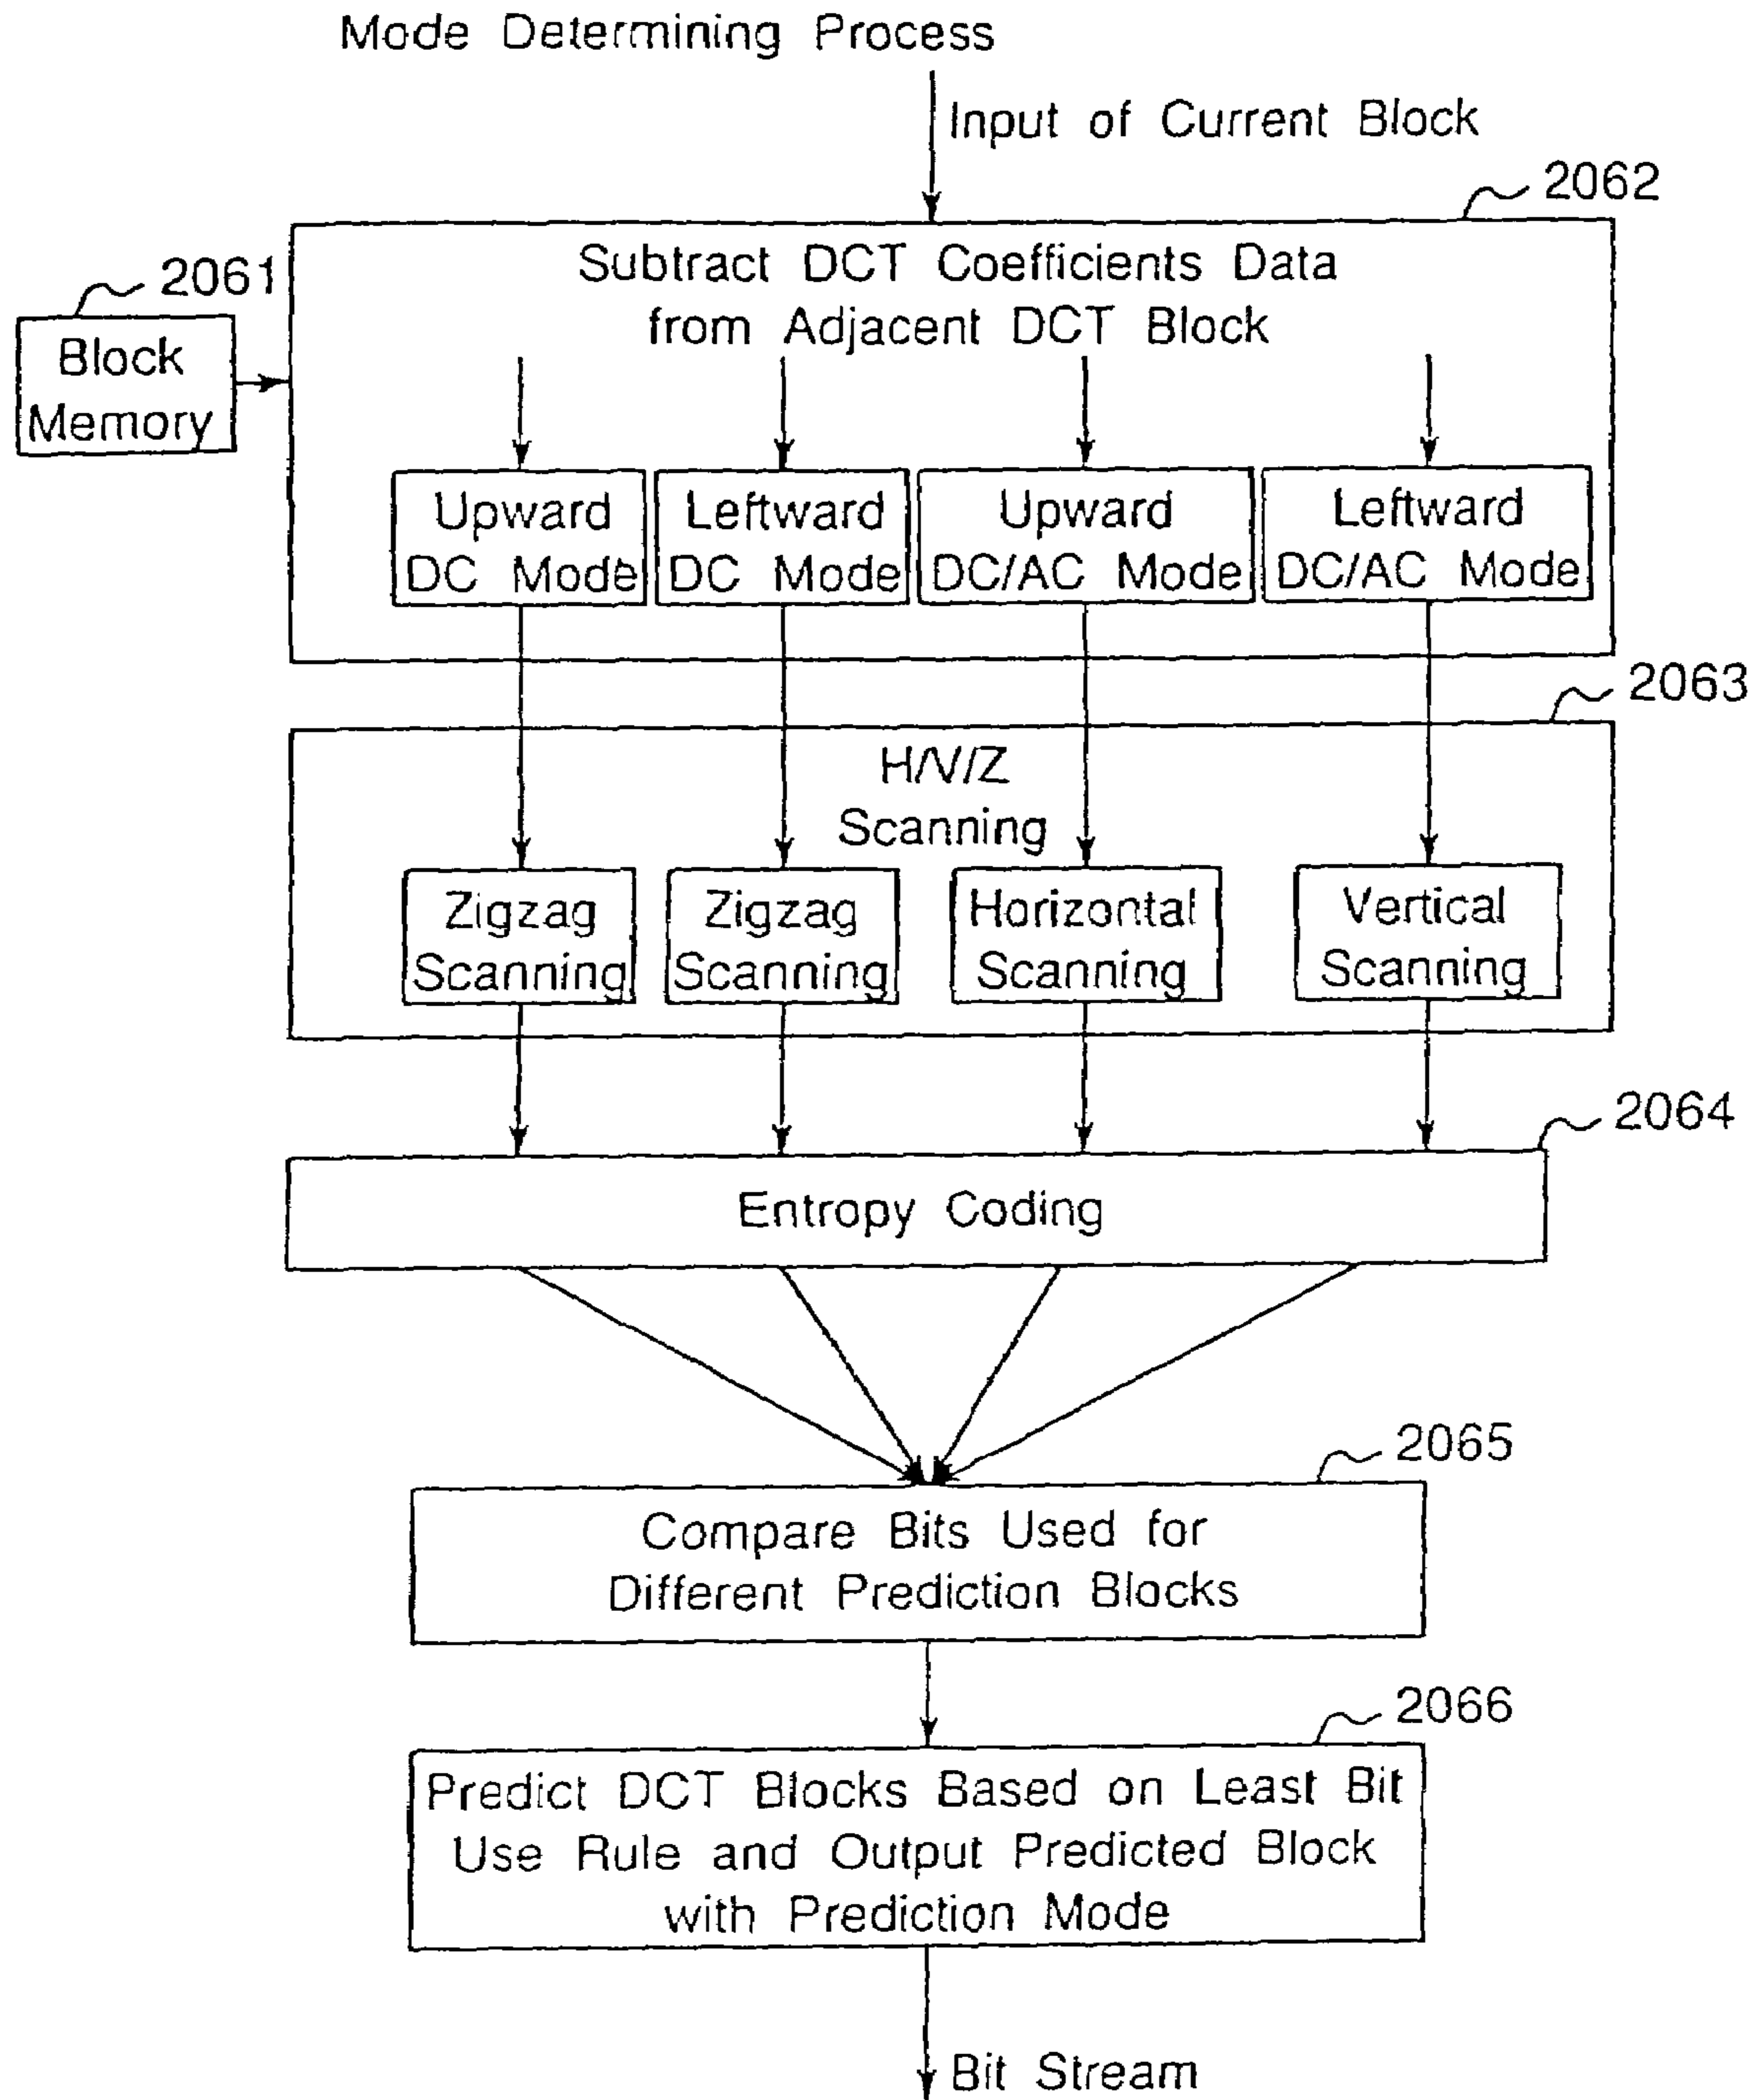 Mode Determining Process
Input of Current Block
2062
Subtract DCT Coefficients Data
from Adjacent DCT Block
2061
Block
Memory
Upward
DC Mode
Leftward
DC Mode
Upward
DC/AC Mode
Leftward
DC/AC Mode
2063
H/V/Z
Scanning
Zigzag
Scanning
Zigzag
Scanning
Horizontal
Scanning
Vertical
Scanning
2064
Entropy Coding
2065
Compare Bits Used for
Different Prediction Blocks
2066
Predict DCT Blocks Based on Least Bit
Use Rule and Output Predicted Block
with Prediction Mode
Bit Stream